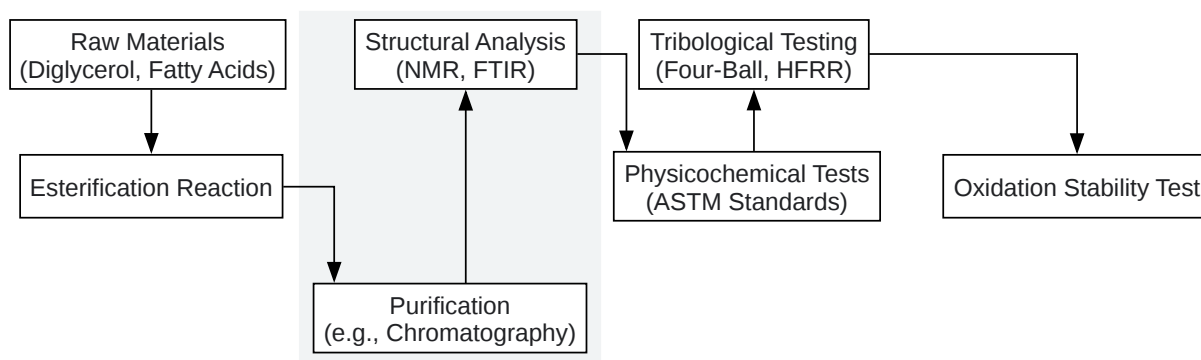 Raw Materials
(Diglycerol, Fatty Acids)
Esterification Reaction
Purification
(e.g., Chromatography)
Structural Analysis
(NMR, FTIR)
Physicochemical Tests
(ASTM Standards)
Tribological Testing
(Four-Ball, HFRR)
Oxidation Stability Test